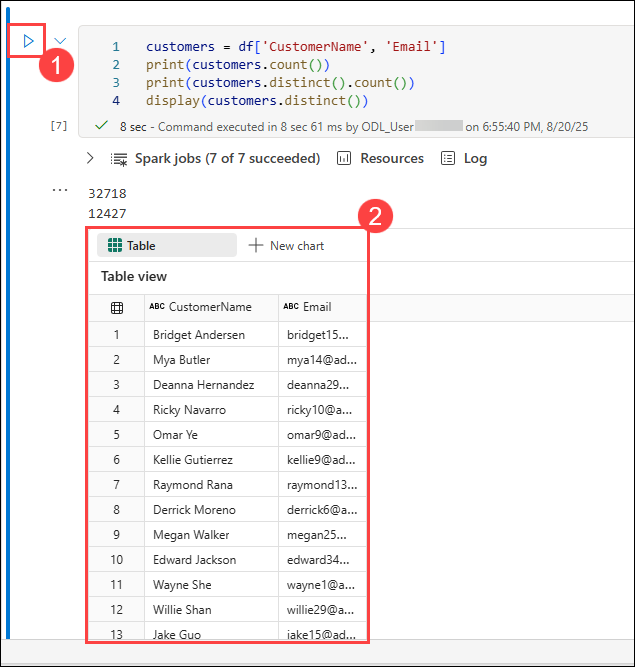 1
1 customers = df['CustomerName', 'Email']
2 print(customers.count())
3 print(customers.distinct().count())
4 display(customers.distinct())
[7] 8 sec - Command executed in 8 sec 61 ms by ODL_User on 6:55:40 PM, 8/20/25
Spark jobs (7 of 7 succeeded) Resources Log
...
32718
12427
2
Table New chart
Table view
ABC CustomerName ABC Email
1 Bridget Andersen bridget15...
2 Mya Butler mya14@ad...
3 Deanna Hernandez deanna29...
4 Ricky Navarro ricky10@a...
5 Omar Ye omar9@ad...
6 Kellie Gutierrez kellie9@ad...
7 Raymond Rana raymond13...
8 Derrick Moreno derrick6@a...
9 Megan Walker megan25...
10 Edward Jackson edward34...
11 Wayne She wayne1@a...
12 Willie Shan willie29@a...
13 Jake Guo jake15@ad...